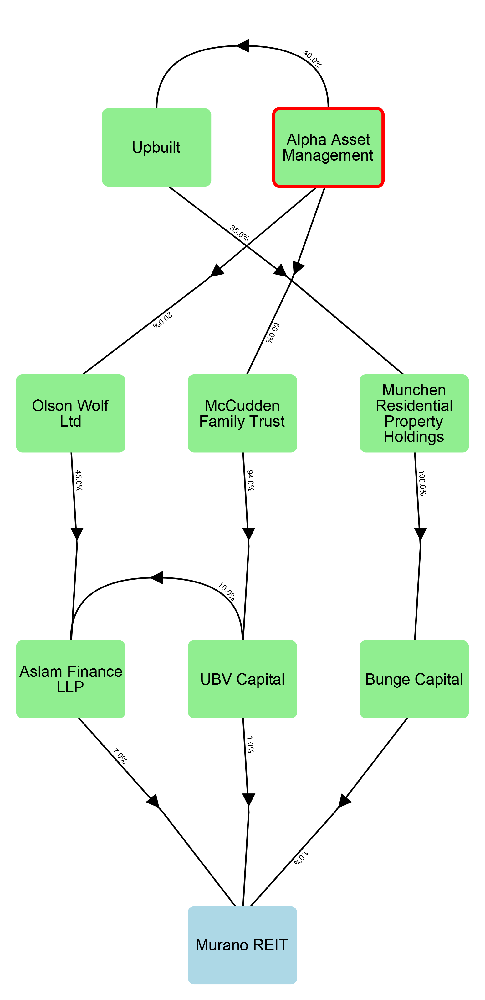 40.0%
Upbuilt
Alpha Asset
Management
35.0%
20.0%
60.0%
Olson Wolf
Ltd
McCudden
Family Trust
Munchen
Residential
Property
Holdings
45.0%
94.0%
100.0%
10.0%
Aslam Finance
LLP
UBV Capital
Bunge Capital
7.0%
1.0%
1.0%
Murano REIT